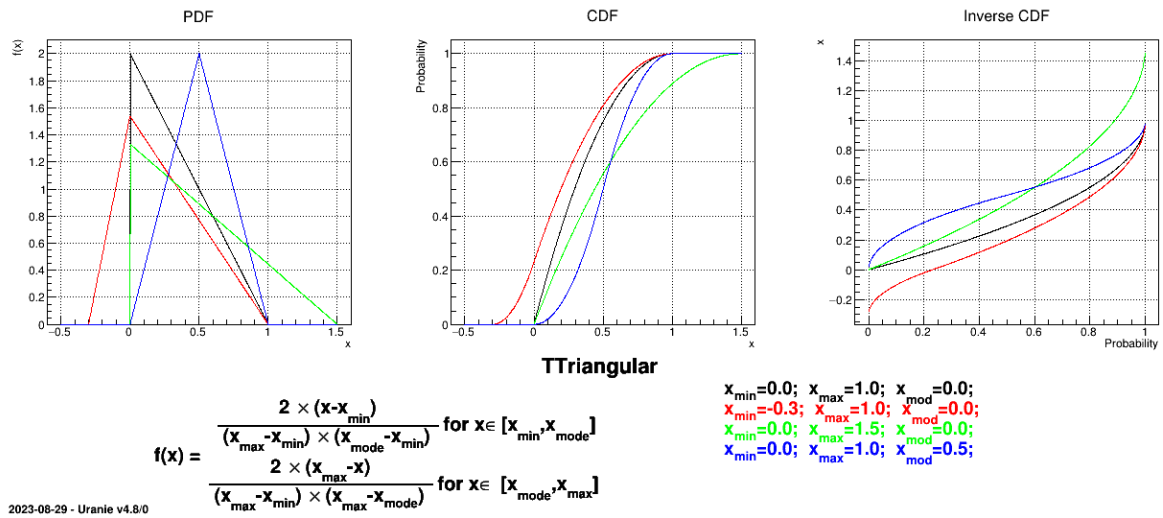 PDF
f(x)
2
1.8
1.6
1.4
1.2
1
0.8
0.6
0.4
0.2
0
−0.5 0 0.5 1 1.5
x
CDF
Probability
1
0.8
0.6
0.4
0.2
0
−0.5 0 0.5 1 1.5
x
Inverse CDF
x
1.4
1.2
1
0.8
0.6
0.4
0.2
0
−0.2
0 0.2 0.4 0.6 0.8 1
Probability
TTriangular
f(x) =
2 × (x-x_min)
(x_max-x_min) × (x_mode-x_min)
for x∈ [x_min,x_mode]
2 × (x_max-x)
(x_max-x_min) × (x_max-x_mode)
for x∈ [x_mode,x_max]
x_min=0.0; x_max=1.0; x_mod=0.0;
x_min=-0.3; x_max=1.0; x_mod=0.0;
x_min=0.0; x_max=1.5; x_mod=0.0;
x_min=0.0; x_max=1.0; x_mod=0.5;
2023-08-29 - Uranie v4.8/0